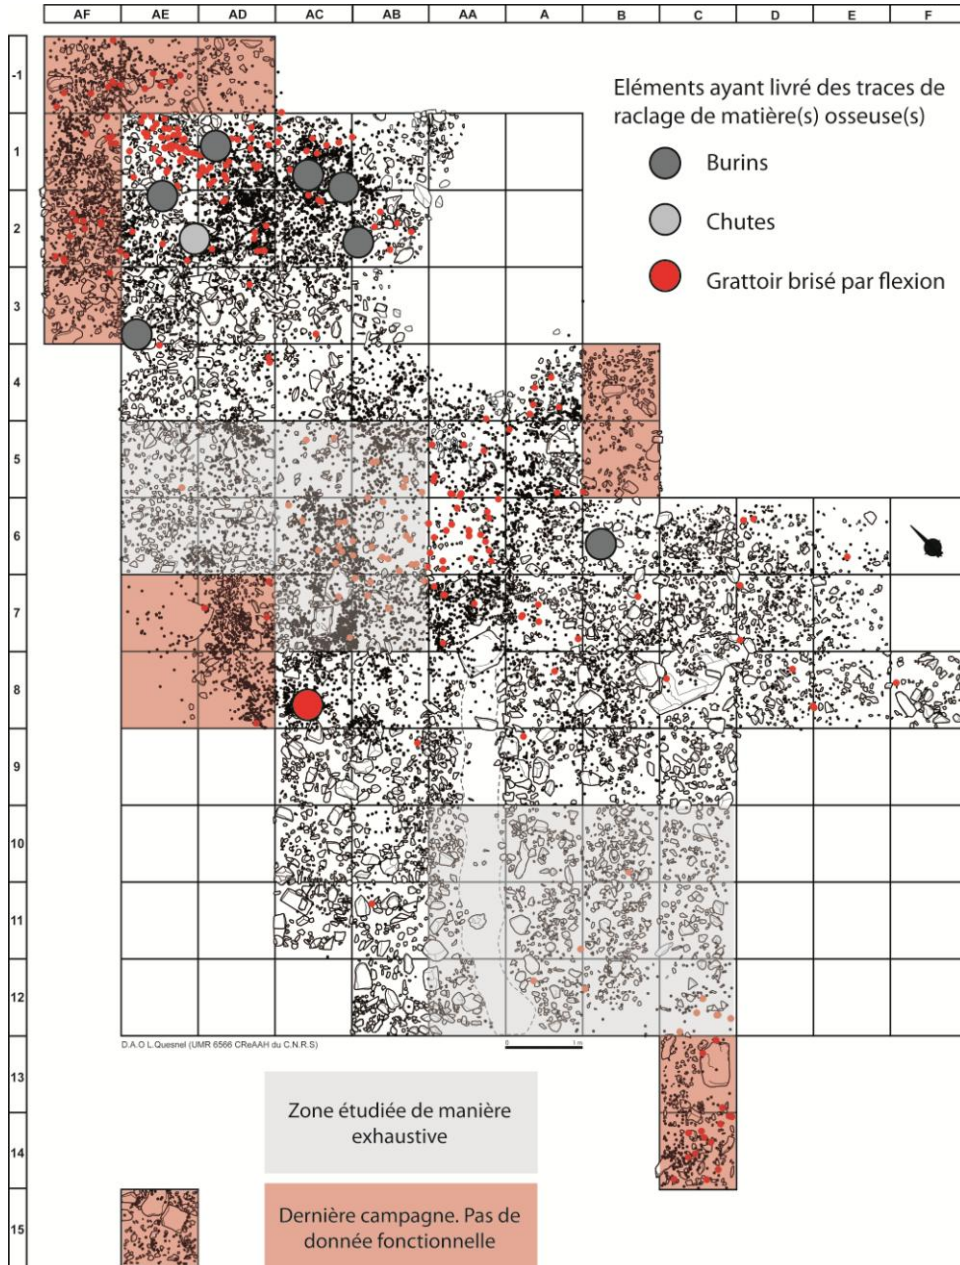 AF AE AD AC AB AA A B C D E F
-1
1
2
3
4
5
6
7
8
9
10
11
12
13
14
15
Eléments ayant livré des traces de
raclage de matière(s) osseuse(s)
Burins
Chutes
Grattoir brisé par flexion
D.A.O L.Quesnel (UMR 6566 CReAAH du C.N.R.S)
0 1 m
Zone étudiée de manière
exhaustive
Dernière campagne. Pas de
donnée fonctionnelle